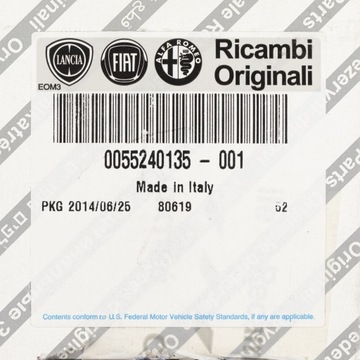 LANCIA
FIAT
ALFA ROMEO
Ricambi
Originali
EOM3
0055240135 - 001
Made in Italy
PKG 2014/06/25 80619 52
Contents conform to U.S. Federal Motor Vehicle Safety Standards, if any are applicable.